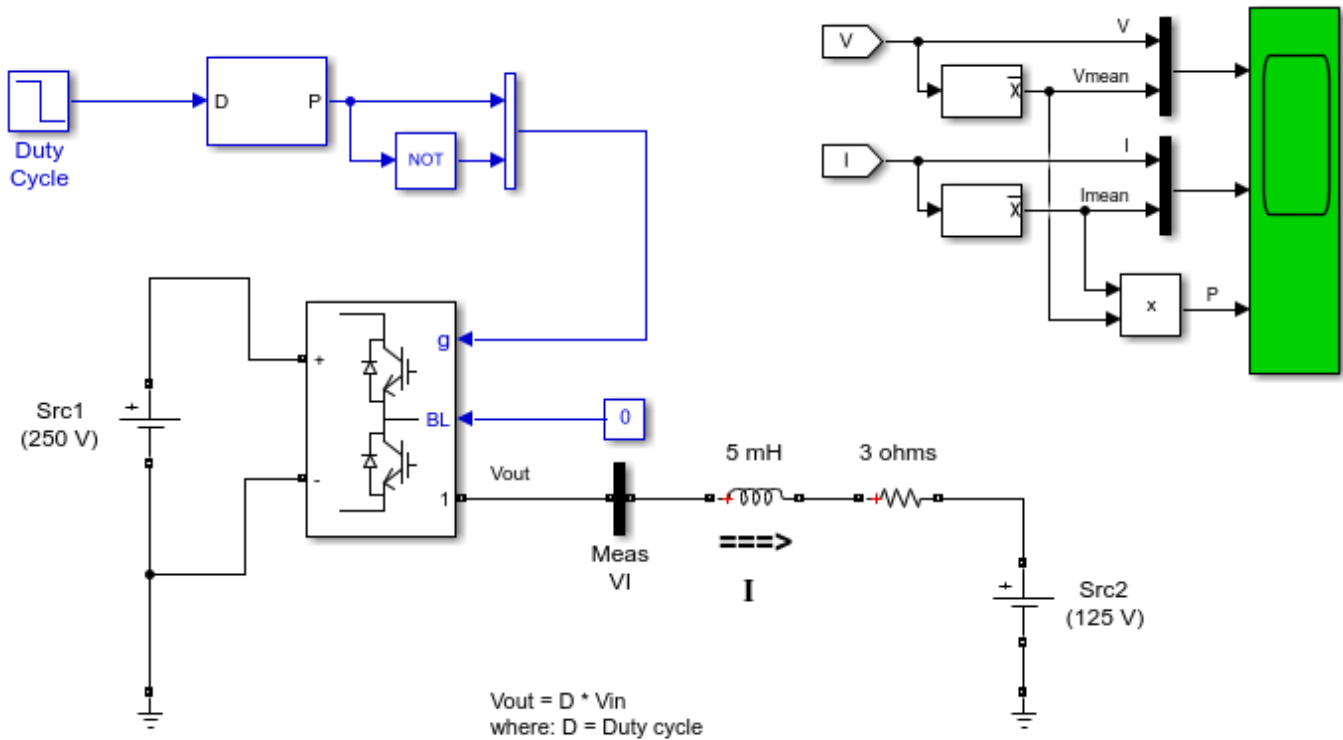 V
V
Vmean
X
D
P
Duty
Cycle
NOT
I
I
Imean
X
x
P
g
+
Src1
(250 V)
+
BL
0
-
Vout
1
5 mH
3 ohms
+
+
===>
I
Meas
VI
+
Src2
(125 V)
Vout = D * Vin
where: D = Duty cycle